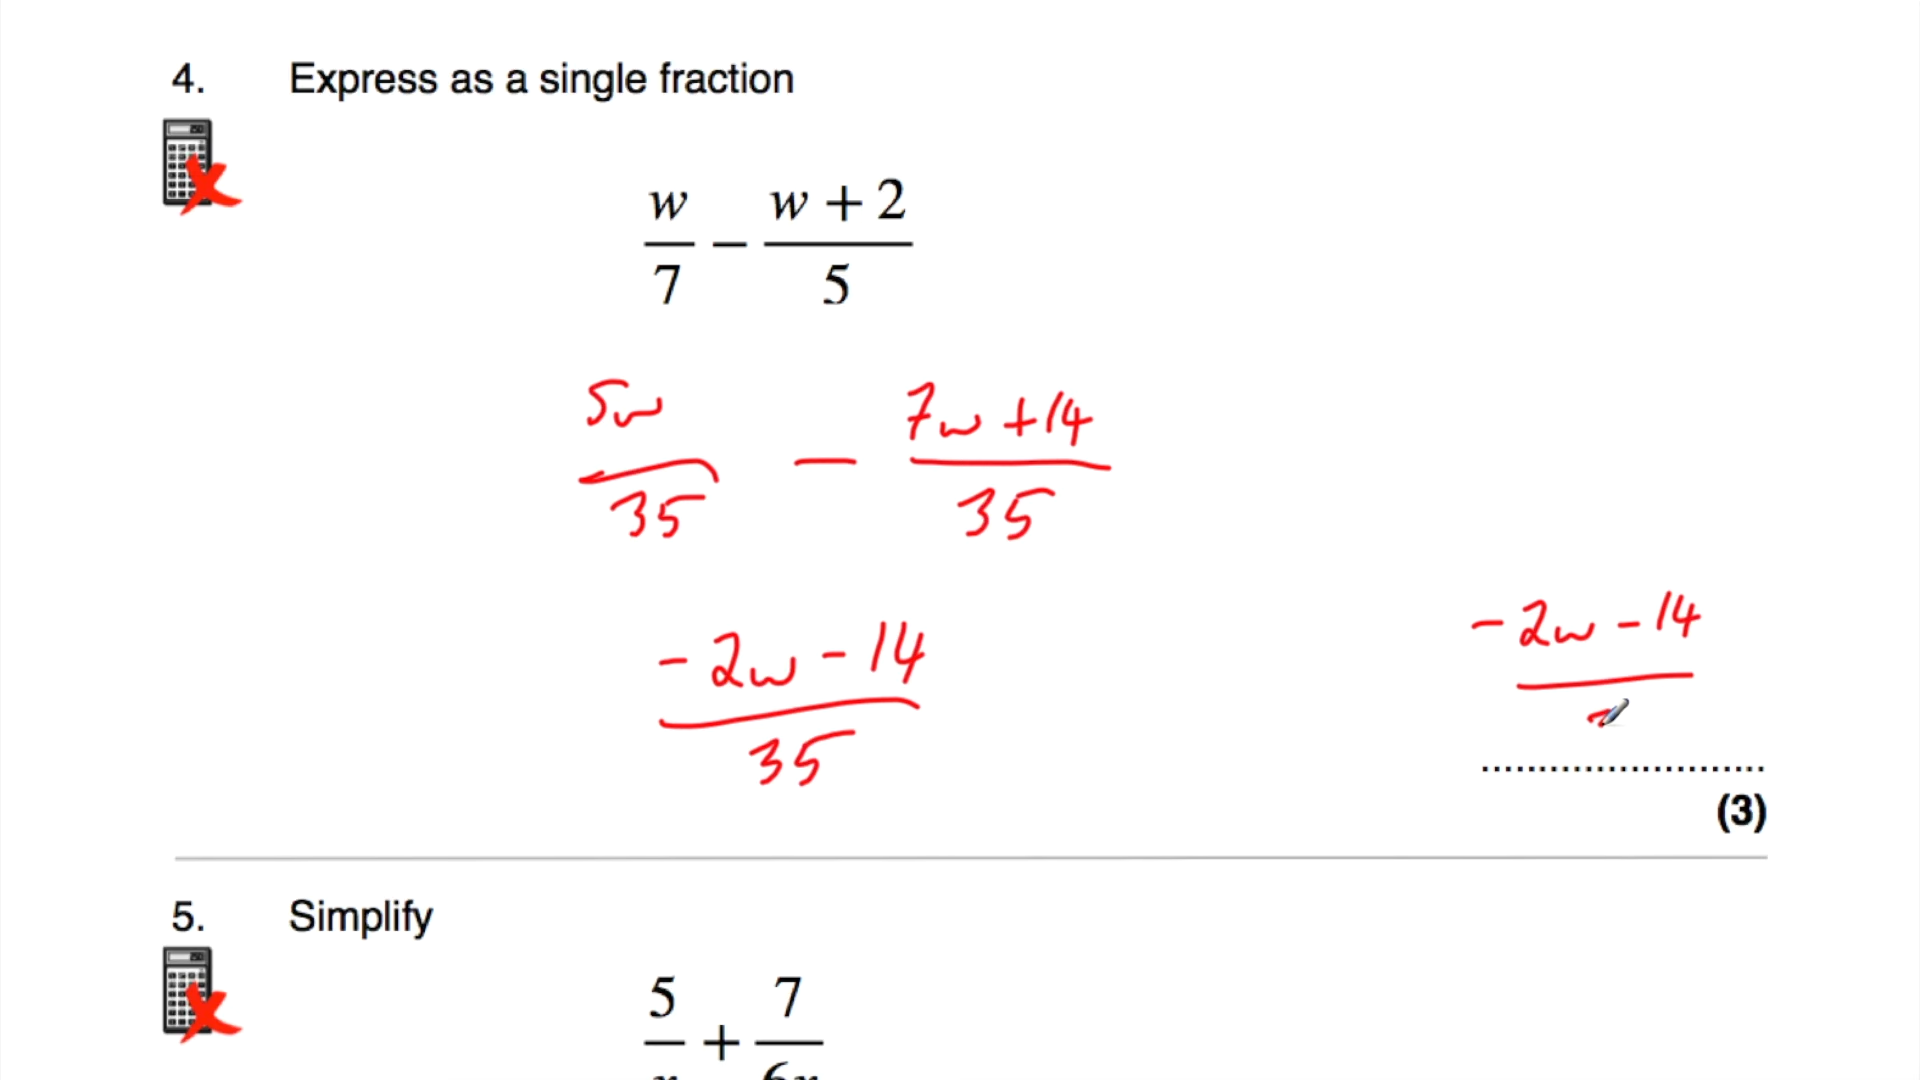 4. Express as a single fraction
w/7 − (w + 2)/5
5w/35 − (7w + 14)/35
(-2w - 14)/35
-2w - 14
(3)
5. Simplify
5 + 7